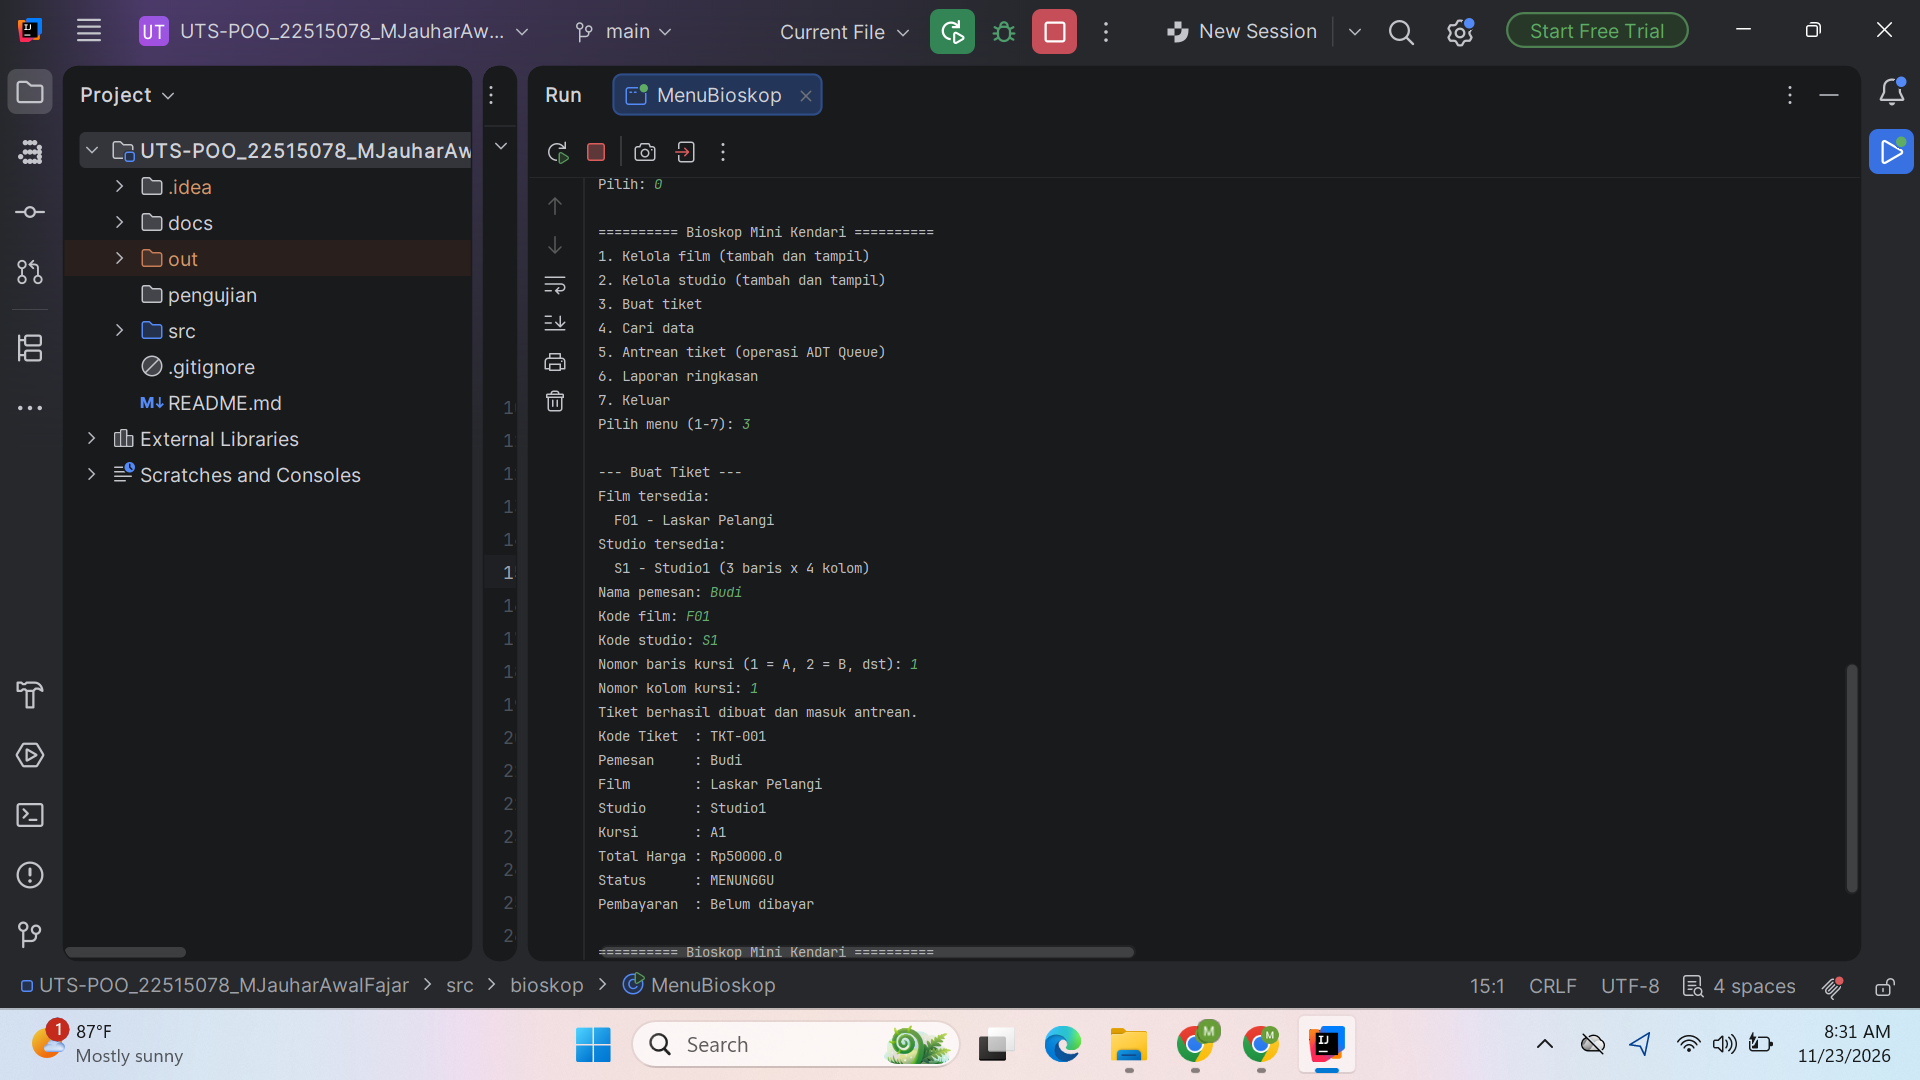 UT UTS-POO_22515078_MJauharAw... main Current File New Session Start Free Trial
Project
UTS-POO_22515078_MJauharAw
.idea
docs
out
pengujian
src
.gitignore
M↓ README.md
External Libraries
Scratches and Consoles
Run MenuBioskop
Pilih: 0
========== Bioskop Mini Kendari ==========
1. Kelola film (tambah dan tampil)
2. Kelola studio (tambah dan tampil)
3. Buat tiket
4. Cari data
5. Antrean tiket (operasi ADT Queue)
6. Laporan ringkasan
7. Keluar
Pilih menu (1-7): 3
--- Buat Tiket ---
Film tersedia:
F01 - Laskar Pelangi
Studio tersedia:
S1 - Studio1 (3 baris x 4 kolom)
Nama pemesan: Budi
Kode film: F01
Kode studio: S1
Nomor baris kursi (1 = A, 2 = B, dst): 1
Nomor kolom kursi: 1
Tiket berhasil dibuat dan masuk antrean.
Kode Tiket : TKT-001
Pemesan : Budi
Film : Laskar Pelangi
Studio : Studio1
Kursi : A1
Total Harga : Rp50000.0
Status : MENUNGGU
Pembayaran : Belum dibayar
========== Bioskop Mini Kendari ==========
UTS-POO_22515078_MJauharAwalFajar > src > bioskop > MenuBioskop
15:1 CRLF UTF-8 4 spaces
1
87°F
Mostly sunny
Search
M
M
8:31 AM
11/23/2026